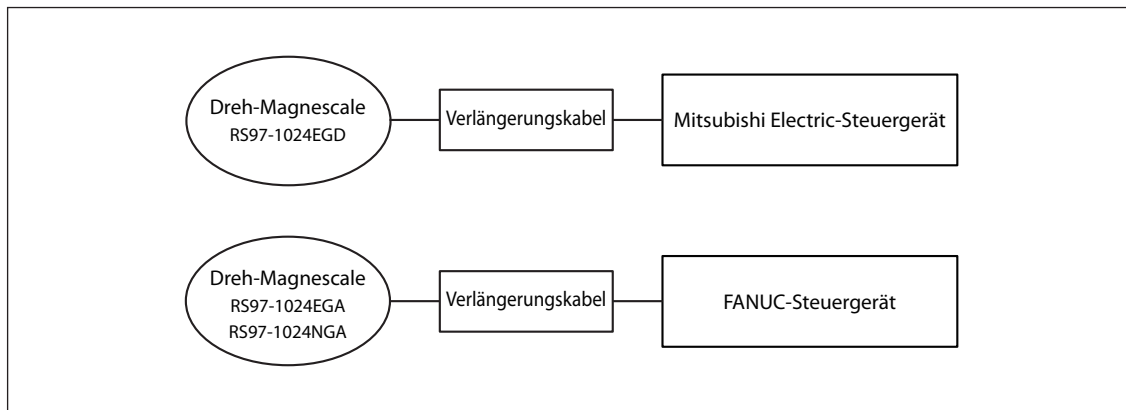 Dreh-Magnescale
RS97-1024EGD
Verlängerungskabel
Mitsubishi Electric-Steuergerät
Dreh-Magnescale
RS97-1024EGA
RS97-1024NGA
Verlängerungskabel
FANUC-Steuergerät